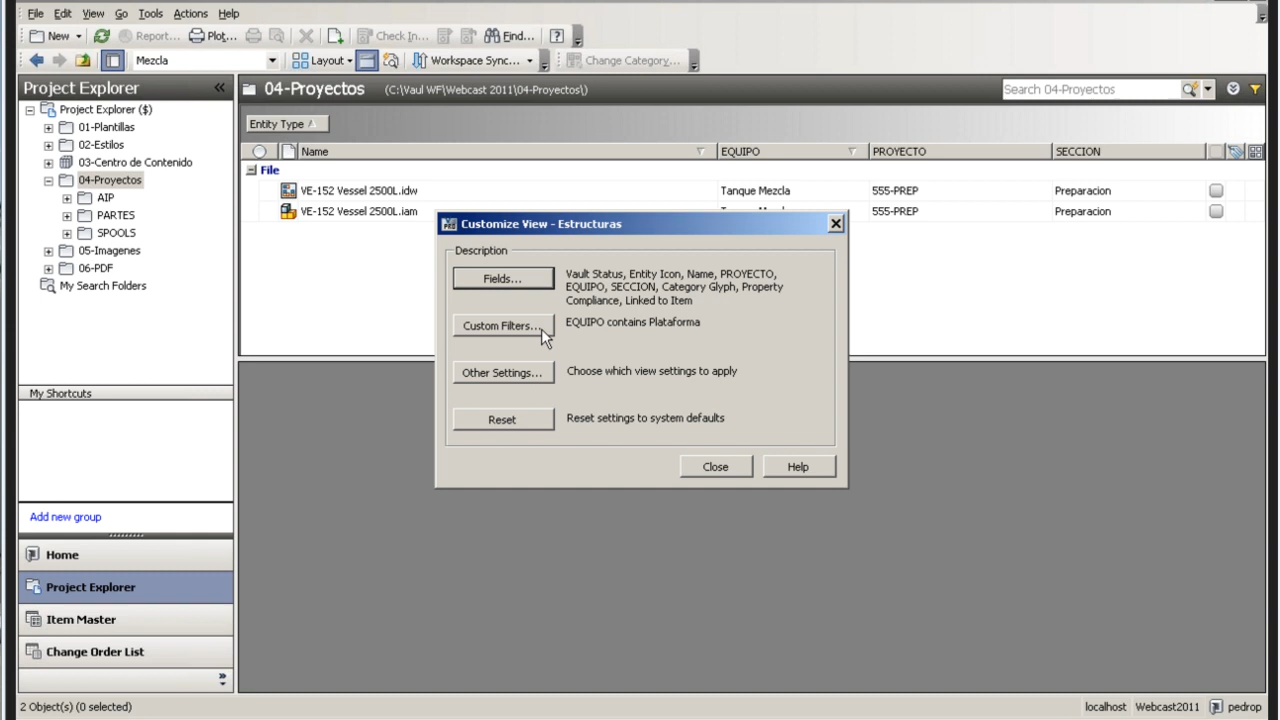 File Edit View Go Tools Actions Help
New Report... Plot... Check In... Find...
Mezcla Layout Workspace Sync... Change Category...
Project Explorer
04-Proyectos (C:\Vaul WF\Webcast 2011\04-Proyectos\)
Search 04-Proyectos
Project Explorer ($)
01-Plantillas
02-Estilos
03-Centro de Contenido
04-Proyectos
AIP
PARTES
SPOOLS
05-Imagenes
06-PDF
My Search Folders
My Shortcuts
Add new group
Home
Project Explorer
Item Master
Change Order List
Entity Type
Name EQUIPO PROYECTO SECCION
File
VE-152 Vessel 2500L.idw Tanque Mezcla 555-PREP Preparacion
VE-152 Vessel 2500L.iam 555-PREP Preparacion
Customize View - Estructuras
Description
Fields...
Vault Status, Entity Icon, Name, PROYECTO,
EQUIPO, SECCION, Category Glyph, Property
Compliance, Linked to Item
Custom Filters... EQUIPO contains Plataforma
Other Settings... Choose which view settings to apply
Reset Reset settings to system defaults
Close Help
2 Object(s) (0 selected)
localhost Webcast2011 pedrop